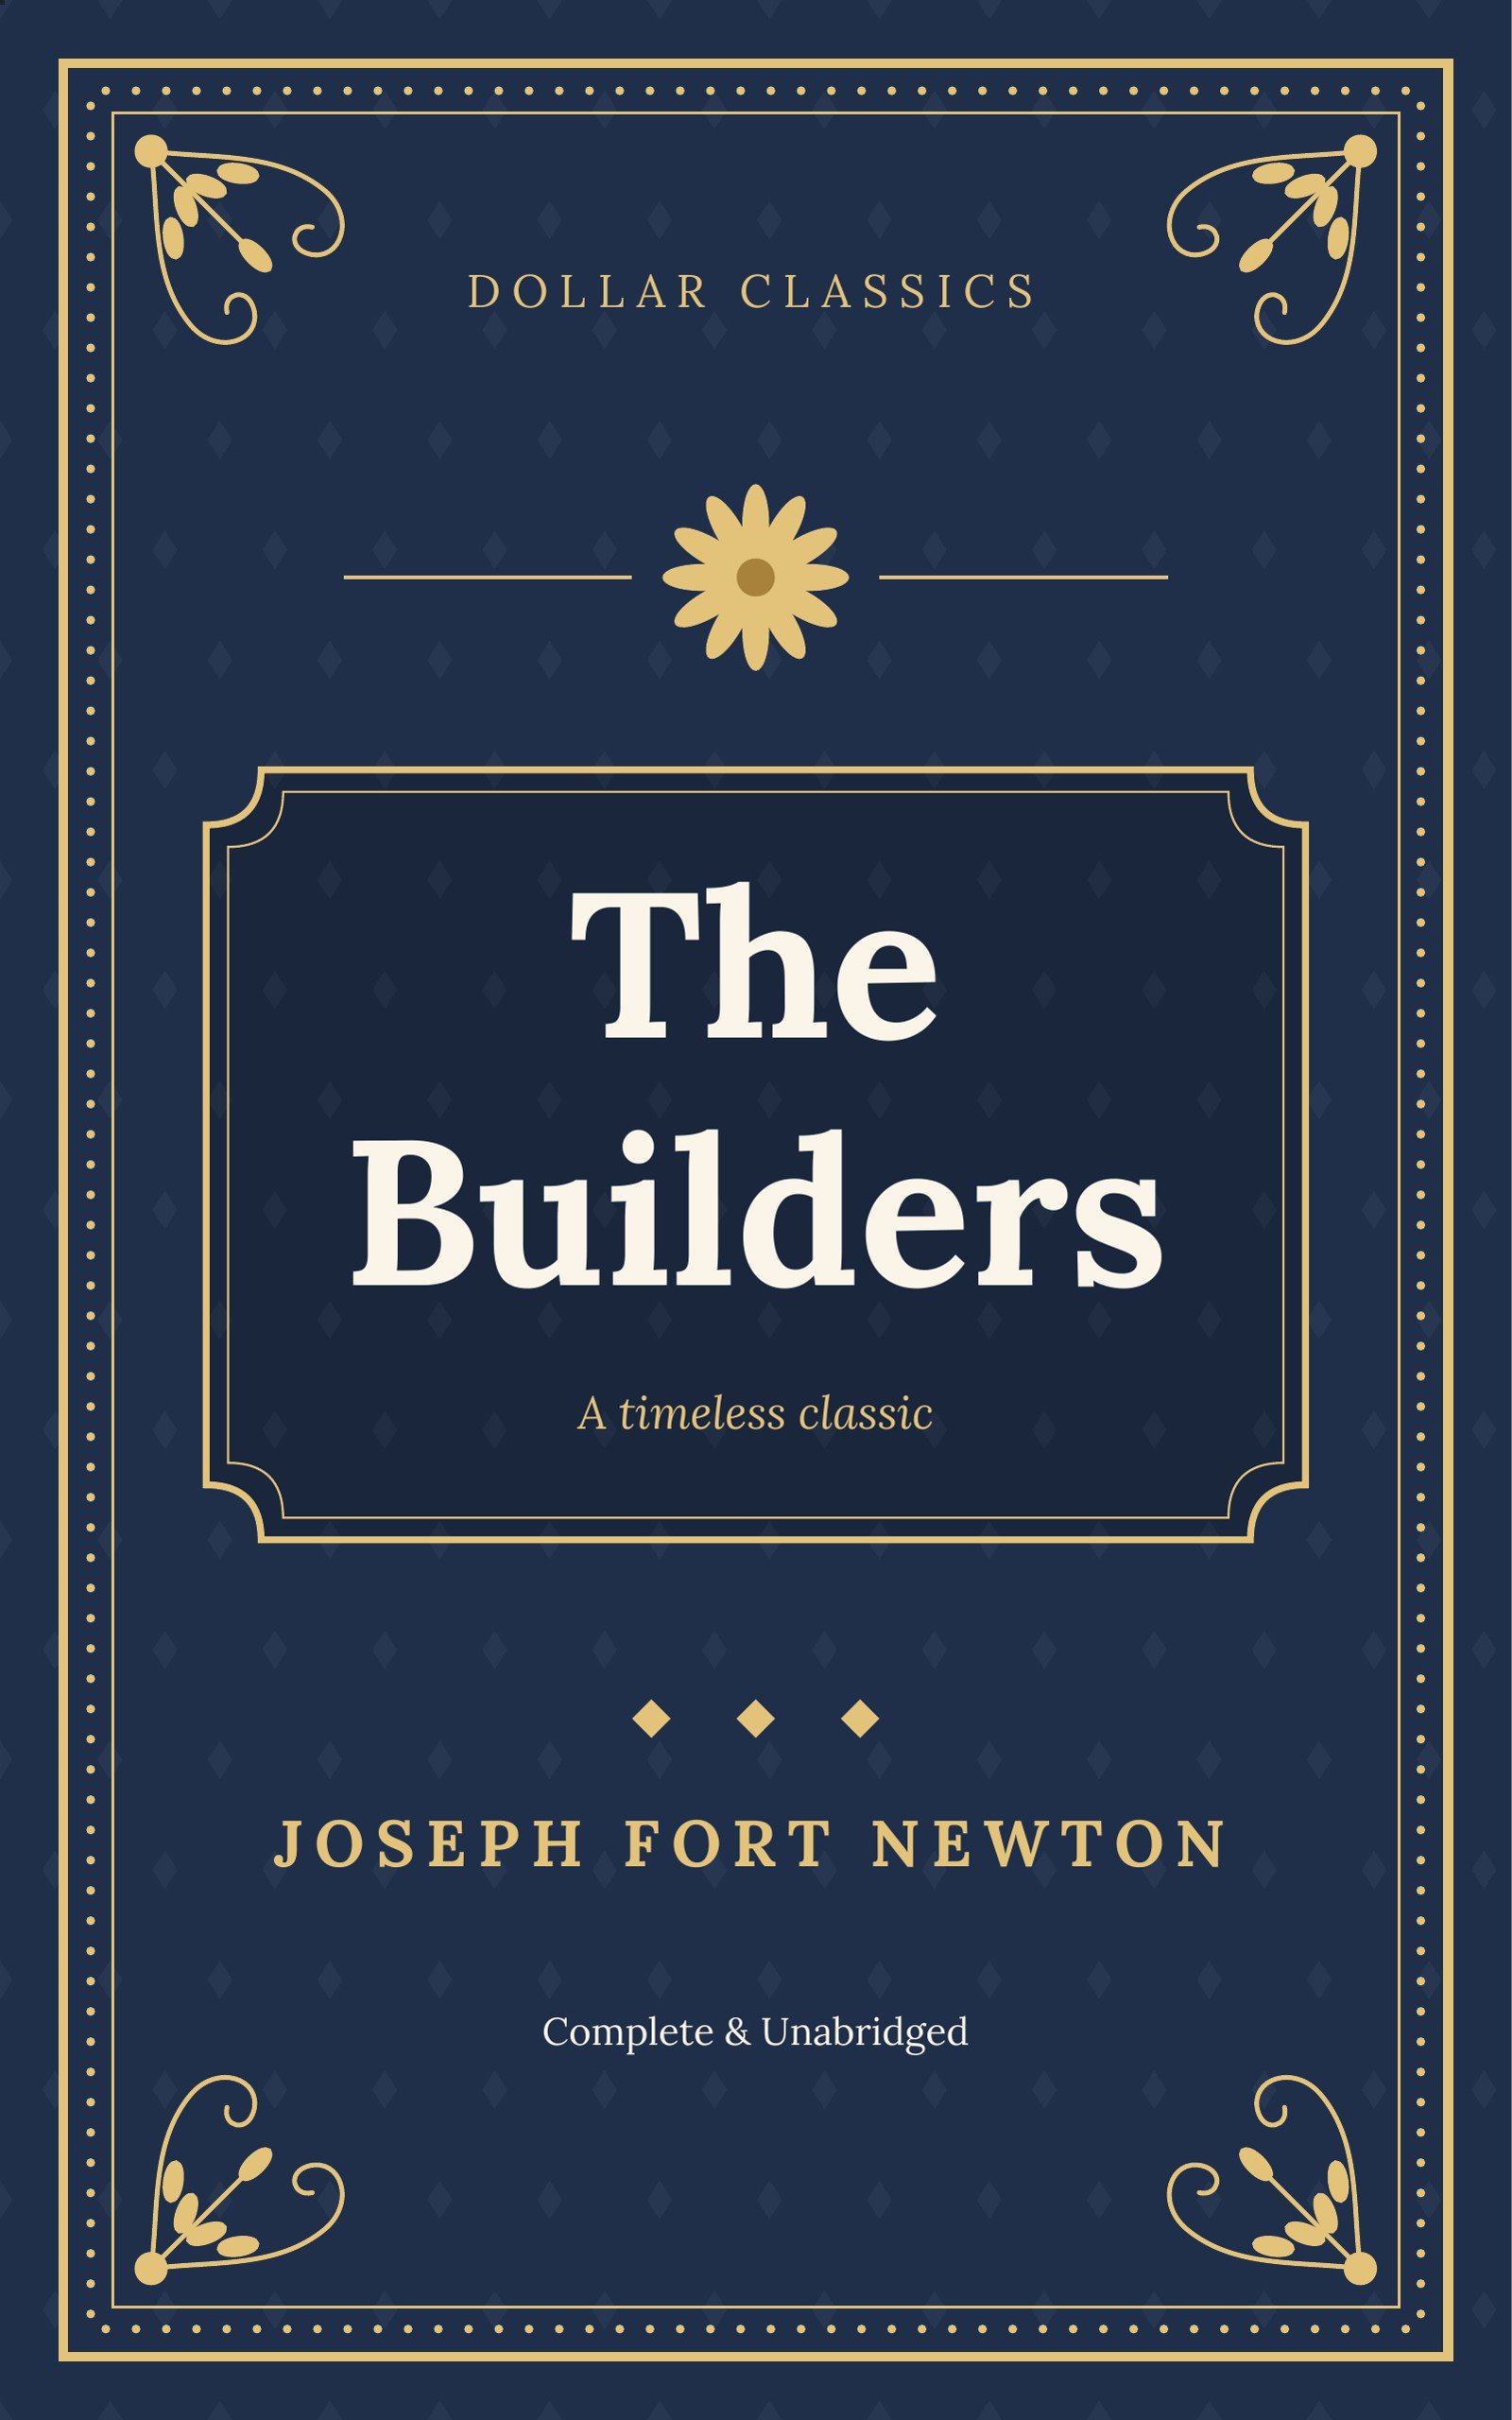 DOLLAR CLASSICS
The
Builders
A timeless classic
JOSEPH FORT NEWTON
Complete & Unabridged